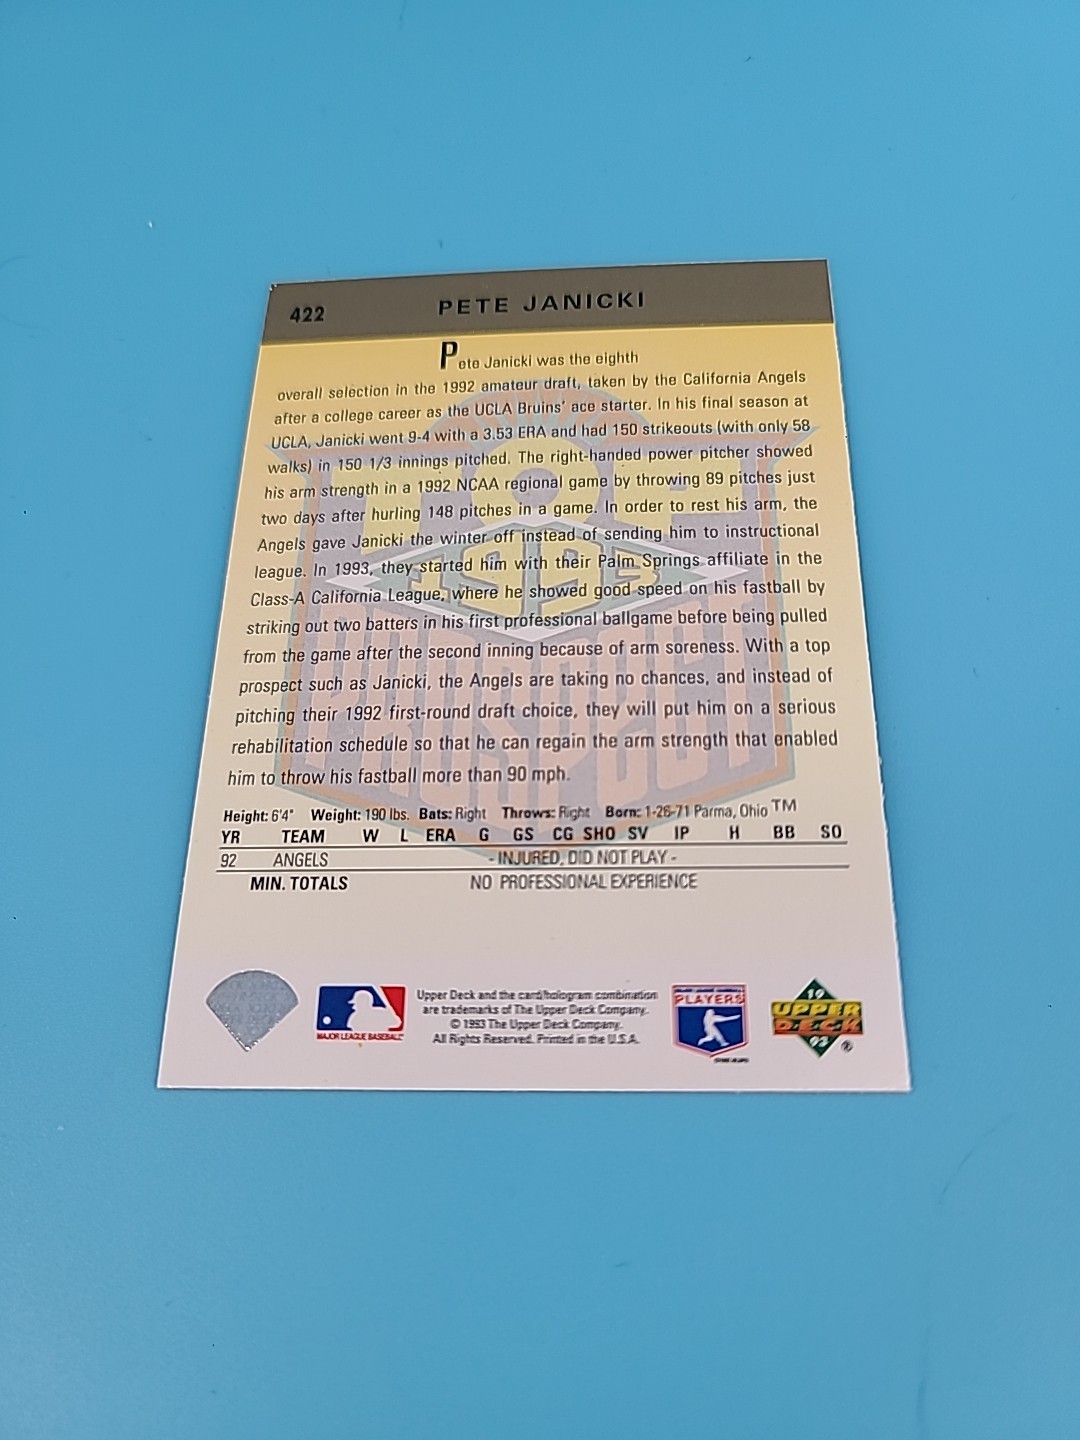 422 PETE JANICKI
Pete Janicki was the eighth
overall selection in the 1992 amateur draft, taken by the California Angels
after a college career as the UCLA Bruins' ace starter. In his final season at
UCLA, Janicki went 9-4 with a 3.53 ERA and had 150 strikeouts (with only 58
walks) in 150 1/3 innings pitched. The right-handed power pitcher showed
his arm strength in a 1992 NCAA regional game by throwing 89 pitches just
two days after hurling 148 pitches in a game. In order to rest his arm, the
Angels gave Janicki the winter off instead of sending him to instructional
league. In 1993, they started him with their Palm Springs affiliate in the
Class-A California League, where he showed good speed on his fastball by
striking out two batters in his first professional ballgame before being pulled
from the game after the second inning because of arm soreness. With a top
prospect such as Janicki, the Angels are taking no chances, and instead of
pitching their 1992 first-round draft choice, they will put him on a serious
rehabilitation schedule so that he can regain the arm strength that enabled
him to throw his fastball more than 90 mph.
TOP
1993
PROSPECT
Height: 6'4" Weight: 190 lbs. Bats: Right Throws: Right Born: 1-26-71 Parma, Ohio TM
YR TEAM W L ERA G GS CG SHO SV IP H BB SO
92 ANGELS - INJURED, DID NOT PLAY -
MIN. TOTALS NO PROFESSIONAL EXPERIENCE
MAJOR LEAGUE BASEBALL
Upper Deck and the card/hologram combination
are trademarks of The Upper Deck Company.
© 1993 The Upper Deck Company.
All Rights Reserved. Printed in the U.S.A.
PLAYERS
19
UPPER
DECK
93 ®